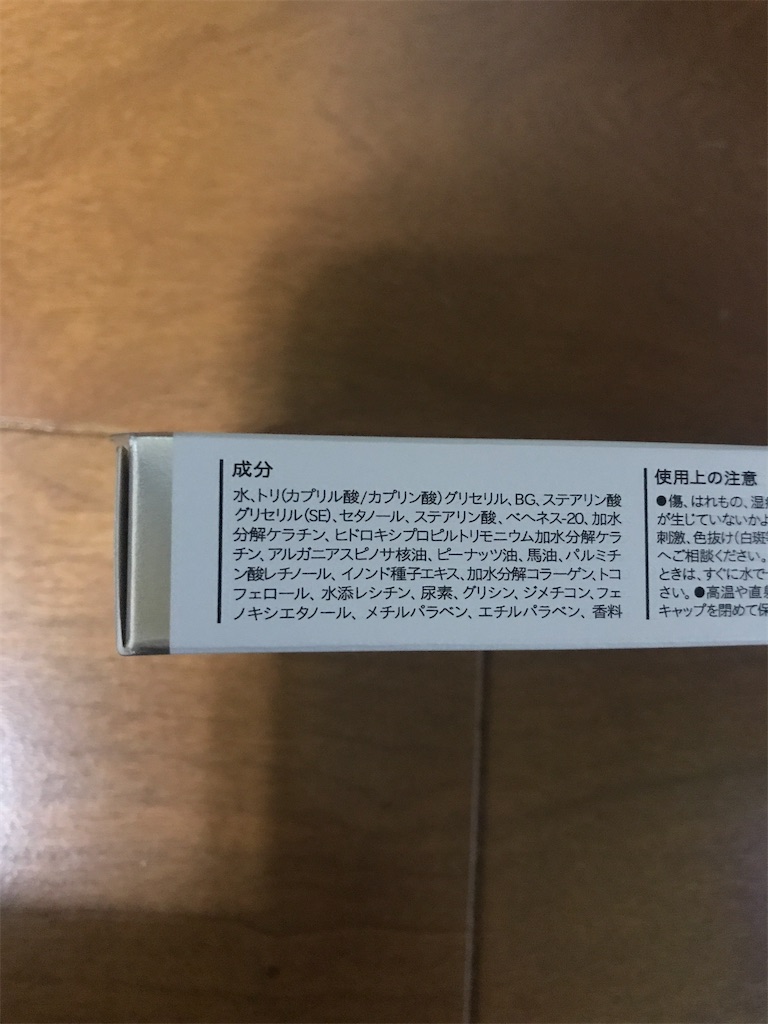 成分
水、トリ(カプリル酸/カプリン酸)グリセリル、BG、ステアリン酸
グリセリル(SE)、セタノール、ステアリン酸、ベヘネス-20、加水
分解ケラチン、ヒドロキシプロピルトリモニウム加水分解ケラ
チン、アルガニアスピノサ核油、ピーナッツ油、馬油、パルミチ
ン酸レチノール、イノンド種子エキス、加水分解コラーゲン、トコ
フェロール、水添レシチン、尿素、グリシン、ジメチコン、フェ
ノキシエタノール、メチルパラベン、エチルパラベン、香料
使用上の注意
●傷、はれもの、湿
が生じていないかよ
刺激、色抜け(白斑
へご相談ください。
ときは、すぐに水で
さい。●高温や直射
キャップを閉めて保